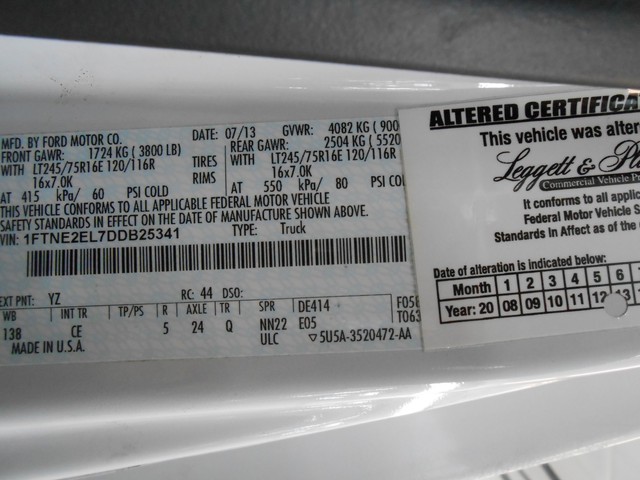 MFD. BY FORD MOTOR CO.
DATE: 07/13 GVWR: 4082 KG ( 900
FRONT GAWR: 1724 KG ( 3800 LB) REAR GAWR: 2504 KG ( 5520
WITH LT245/75R16E 120/116R TIRES WITH LT245/75R16E 120/116R
16x7.0K RIMS 16x7.0K
AT 415 kPa/ 60 PSI COLD AT 550 kPa/ 80 PSI COL
THIS VEHICLE CONFORMS TO ALL APPLICABLE FEDERAL MOTOR VEHICLE
SAFETY STANDARDS IN EFFECT ON THE DATE OF MANUFACTURE SHOWN ABOVE.
VIN: 1FTNE2EL7DDB25341 TYPE: Truck
EXT PNT: YZ RC: 44 DSO:
WB INT TR TP/PS R AXLE TR SPR DE414 F058
138 CE 5 24 Q NN22 E05 T063
MADE IN U.S.A. ULC ▽5U5A-3520472-AA
ALTERED CERTIFICA
This vehicle was alter
Leggett & Pl
Commercial Vehicle Pr
It conforms to all applic
Federal Motor Vehicle S
Standards In Affect as of the
Date of alteration is indicated below:
Month 1 2 3 4 5 6
Year: 20 08 09 10 11 12 13